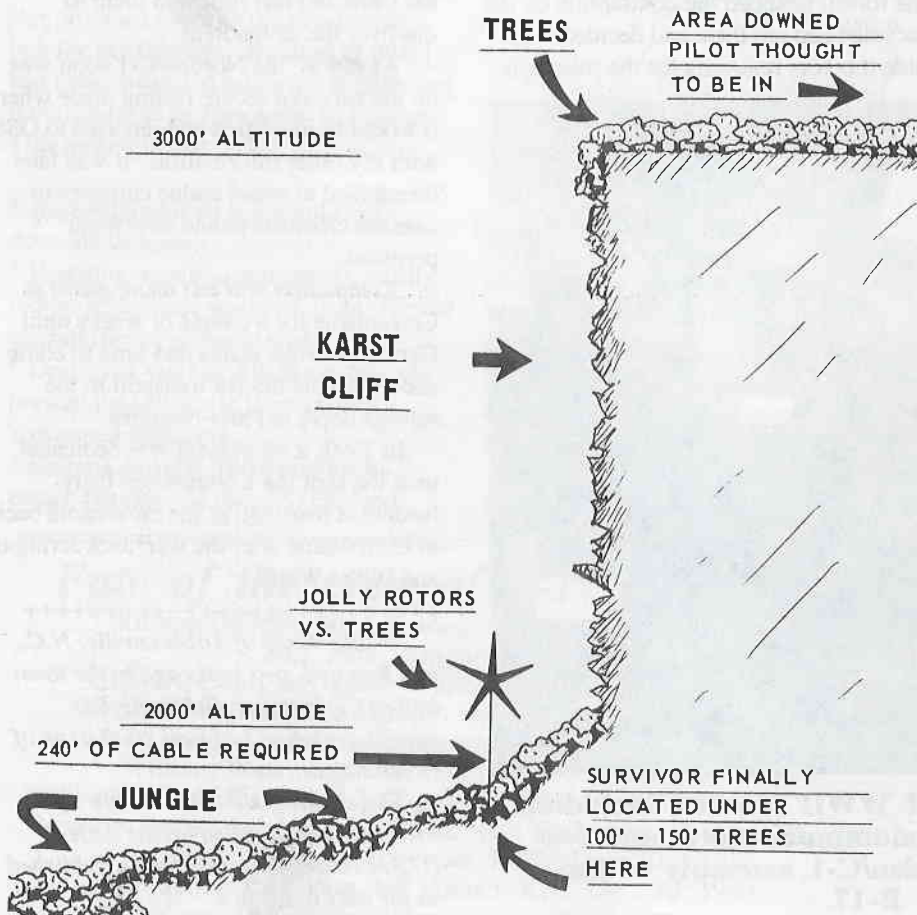 TREES
AREA DOWNED
PILOT THOUGHT
TO BE IN
3000' ALTITUDE
KARST
CLIFF
JOLLY ROTORS
VS. TREES
2000' ALTITUDE
240' OF CABLE REQUIRED
JUNGLE
SURVIVOR FINALLY
LOCATED UNDER
100' - 150' TREES
HERE